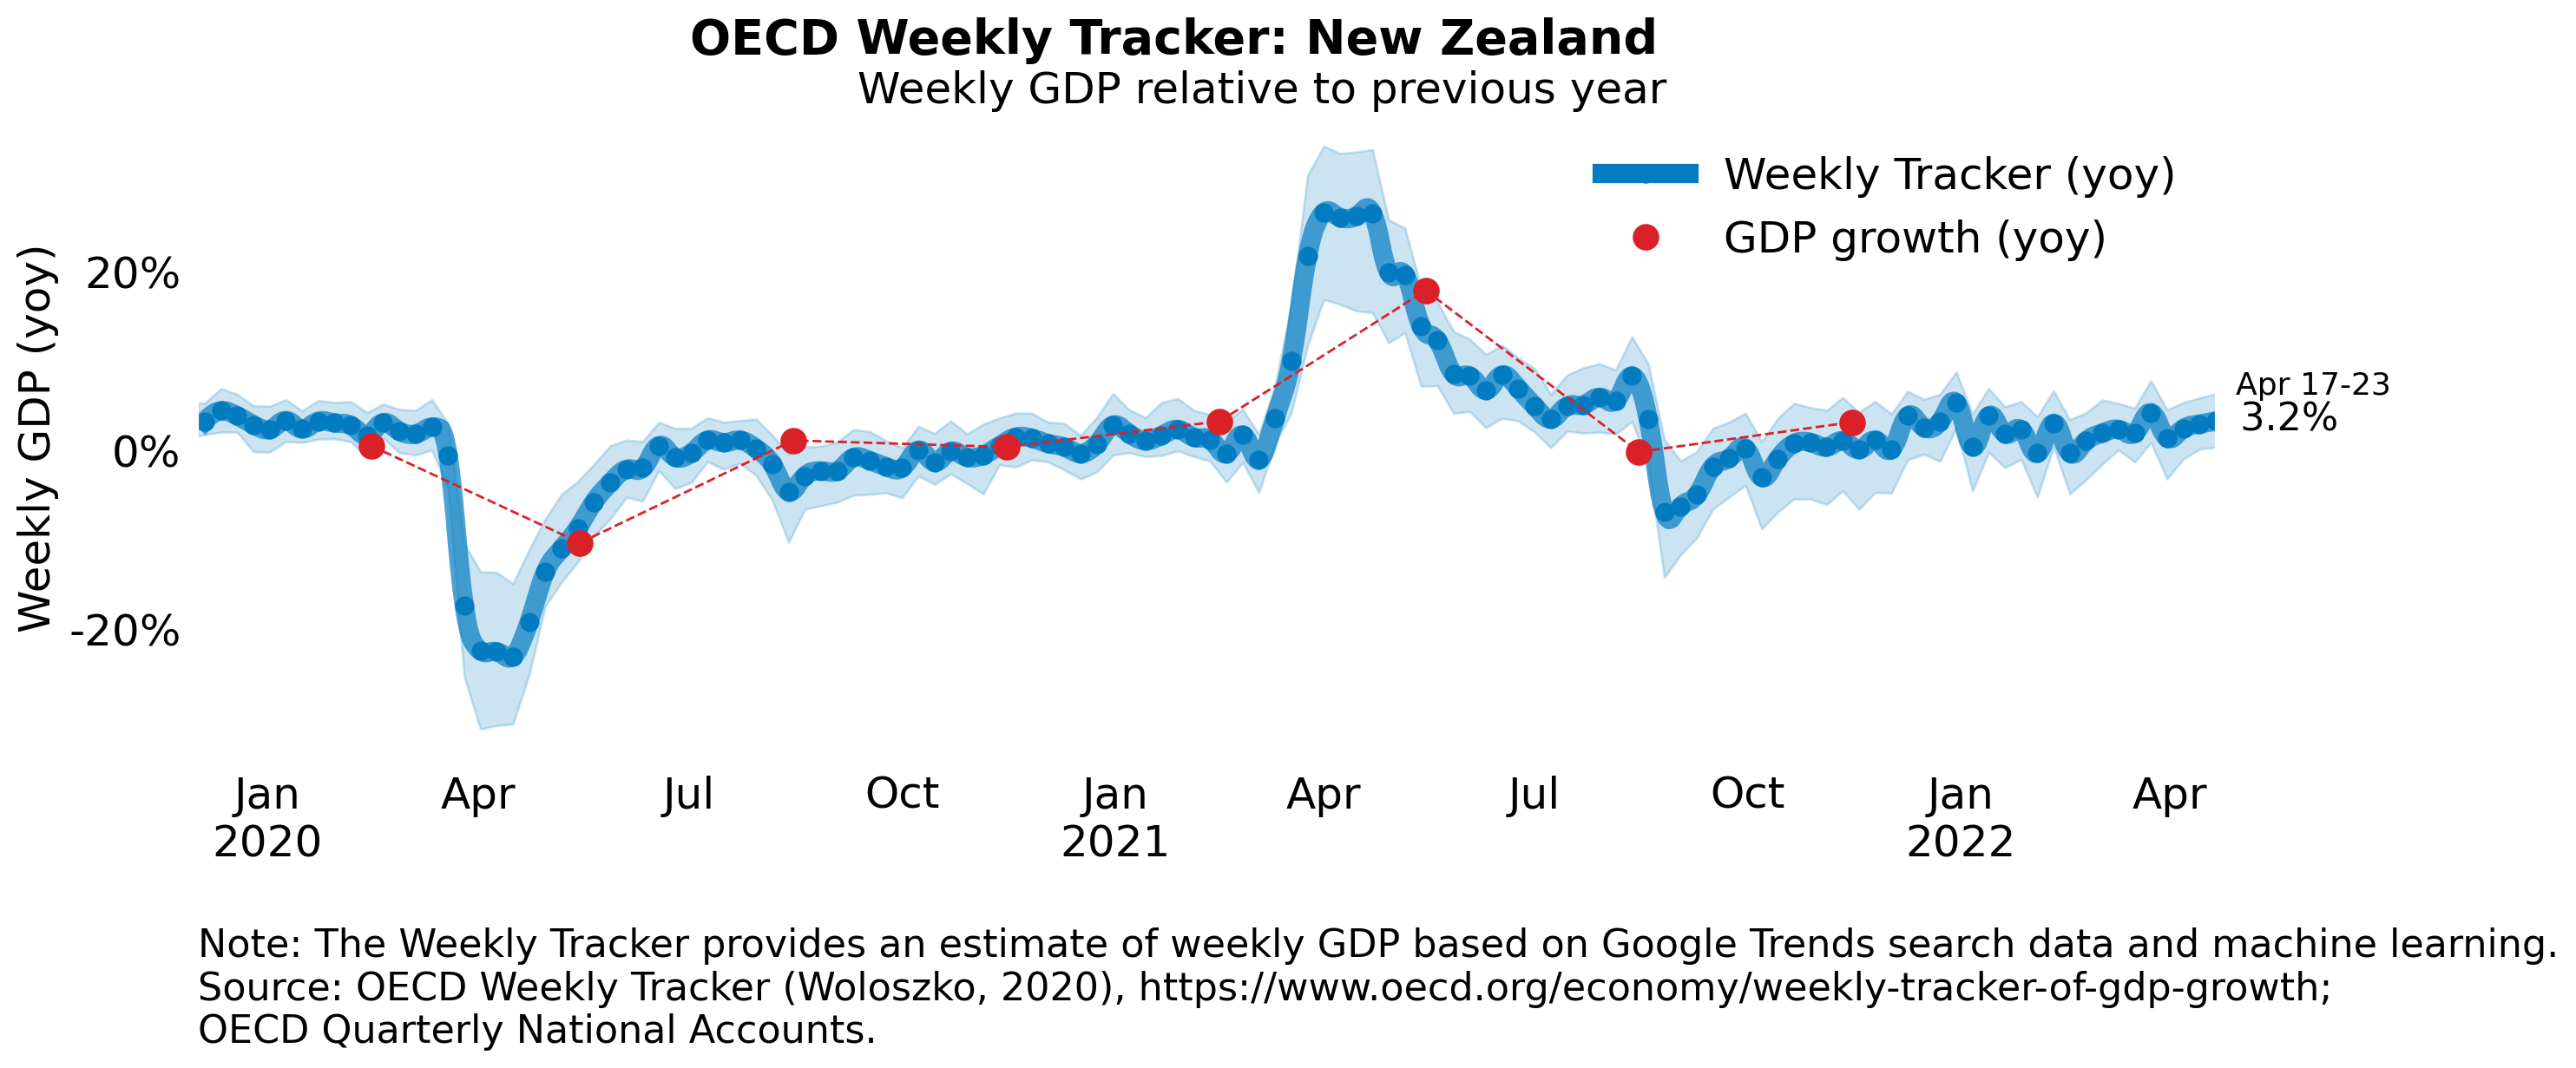 OECD Weekly Tracker: New Zealand
Weekly GDP relative to previous year
Weekly Tracker (yoy)
GDP growth (yoy)
Weekly GDP (yoy)
20%
0%
-20%
Apr 17-23
3.2%
Jan Apr Jul Oct Jan Apr Jul Oct Jan Apr
2020 2021 2022
Note: The Weekly Tracker provides an estimate of weekly GDP based on Google Trends search data and machine learning.
Source: OECD Weekly Tracker (Woloszko, 2020), https://www.oecd.org/economy/weekly-tracker-of-gdp-growth;
OECD Quarterly National Accounts.